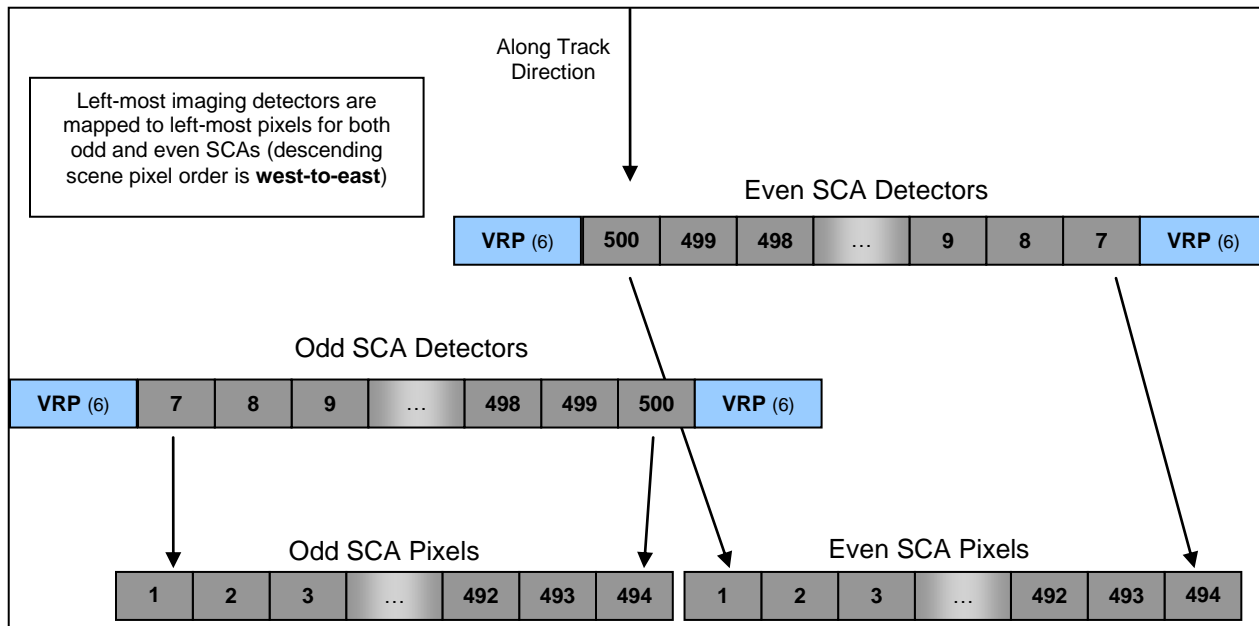 Along Track
Direction
Left-most imaging detectors are
mapped to left-most pixels for both
odd and even SCAs (descending
scene pixel order is west-to-east)
Even SCA Detectors
VRP (6) 500 499 498 ... 9 8 7 VRP (6)
Odd SCA Detectors
VRP (6) 7 8 9 ... 498 499 500 VRP (6)
Odd SCA Pixels
1 2 3 ... 492 493 494
Even SCA Pixels
1 2 3 ... 492 493 494